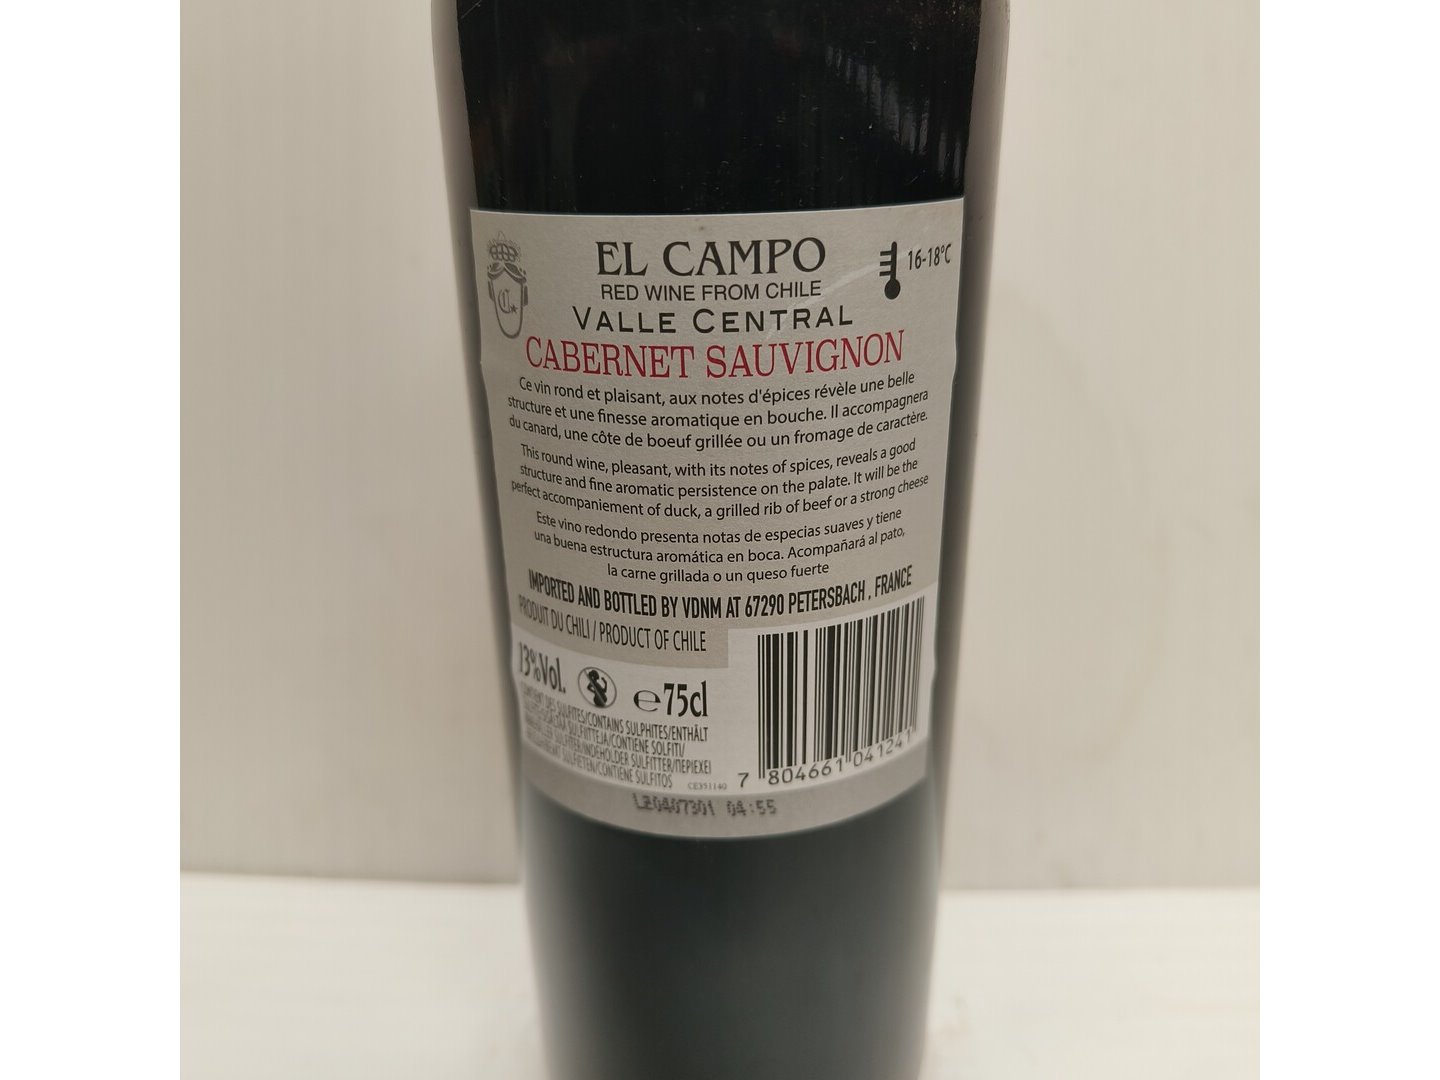 EL CAMPO
16-18°C
RED WINE FROM CHILE
VALLE CENTRAL
CABERNET SAUVIGNON
Ce vin rond et plaisant, aux notes d'épices révèle une belle
structure et une finesse aromatique en bouche. Il accompagnera
du canard, une côte de boeuf grillée ou un fromage de caractère.
This round wine, pleasant, with its notes of spices, reveals a good
structure and fine aromatic persistence on the palate. It will be the
perfect accompaniement of duck, a grilled rib of beef or a strong cheese
Este vino redondo presenta notas de especias suaves y tiene
una buena estructura aromática en boca. Acompañará al pato,
la carne grillada o un queso fuerte
IMPORTED AND BOTTLED BY VDNM AT 67290 PETERSBACH, FRANCE
PRODUIT DU CHILI / PRODUCT OF CHILE
13%Vol.
℮75cl
CONTIENT DES SULFITES/CONTAINS SULPHITES/ENTHÄLT
SULFIITTEJA/CONTIENE SOLFITI/
SULFITER/INDEHOLDER SULFITTER/ΠΕΡΙΕΧΕΙ
SULFIETEN/CONTIENE SULFITOS
CE351140
7 804661 041241
04:55